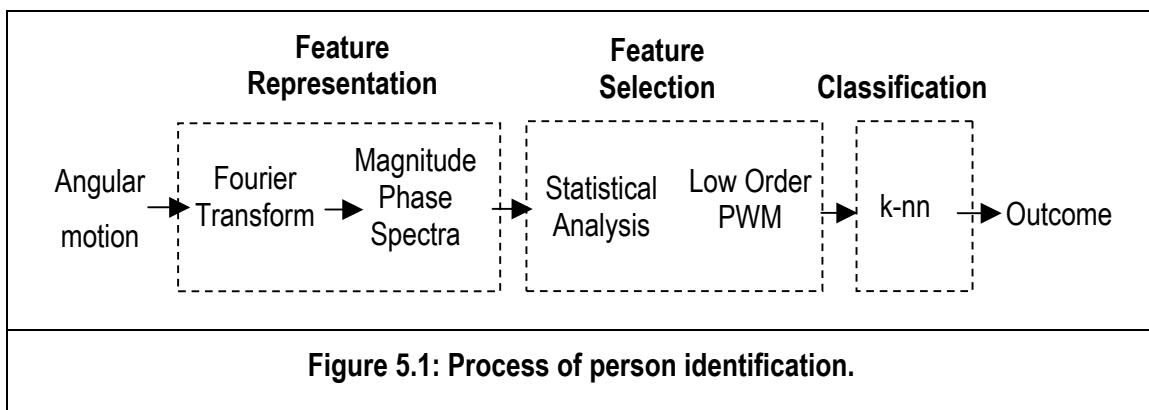 Feature
Representation
Feature
Selection
Classification
Angular
motion
Fourier
Transform
Magnitude
Phase
Spectra
Statistical
Analysis
Low Order
PWM
k-nn
Outcome
Figure 5.1: Process of person identification.